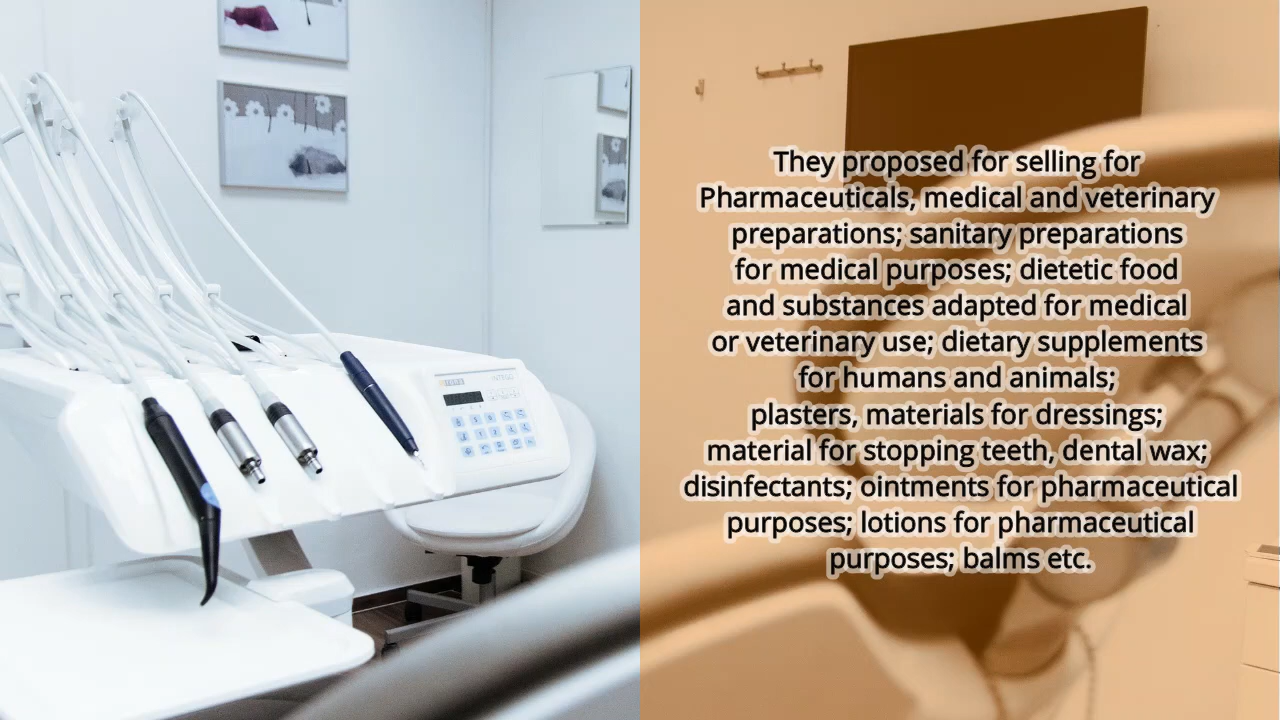 They proposed for selling for
Pharmaceuticals, medical and veterinary
preparations; sanitary preparations
for medical purposes; dietetic food
and substances adapted for medical
or veterinary use; dietary supplements
for humans and animals;
plasters, materials for dressings;
material for stopping teeth, dental wax;
disinfectants; ointments for pharmaceutical
purposes; lotions for pharmaceutical
purposes; balms etc.